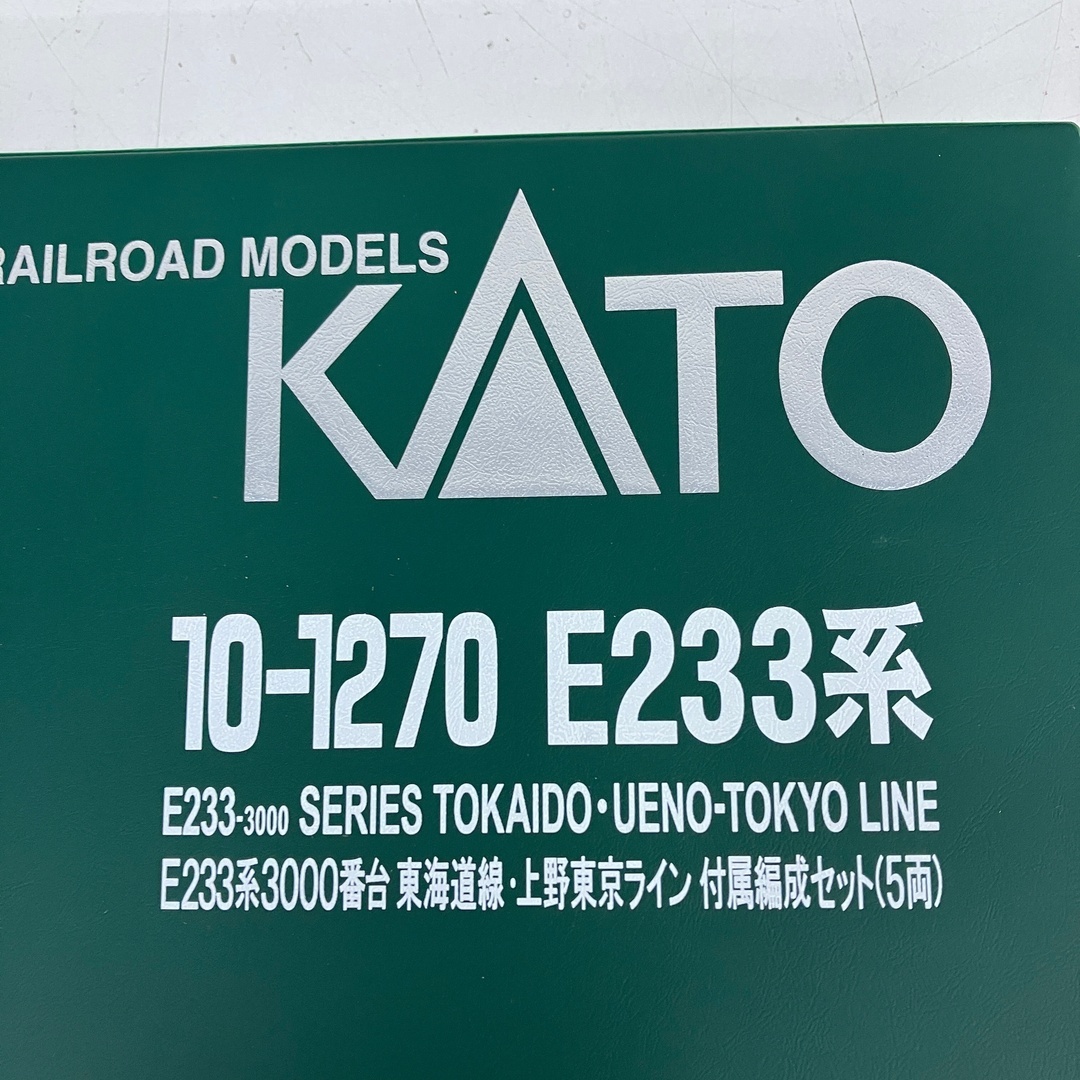 RAILROAD MODELS
KATO
10-1270 E233系
E233-3000 SERIES TOKAIDO・UENO-TOKYO LINE
E233系3000番台 東海道線・上野東京ライン 付属編成セット(5両)